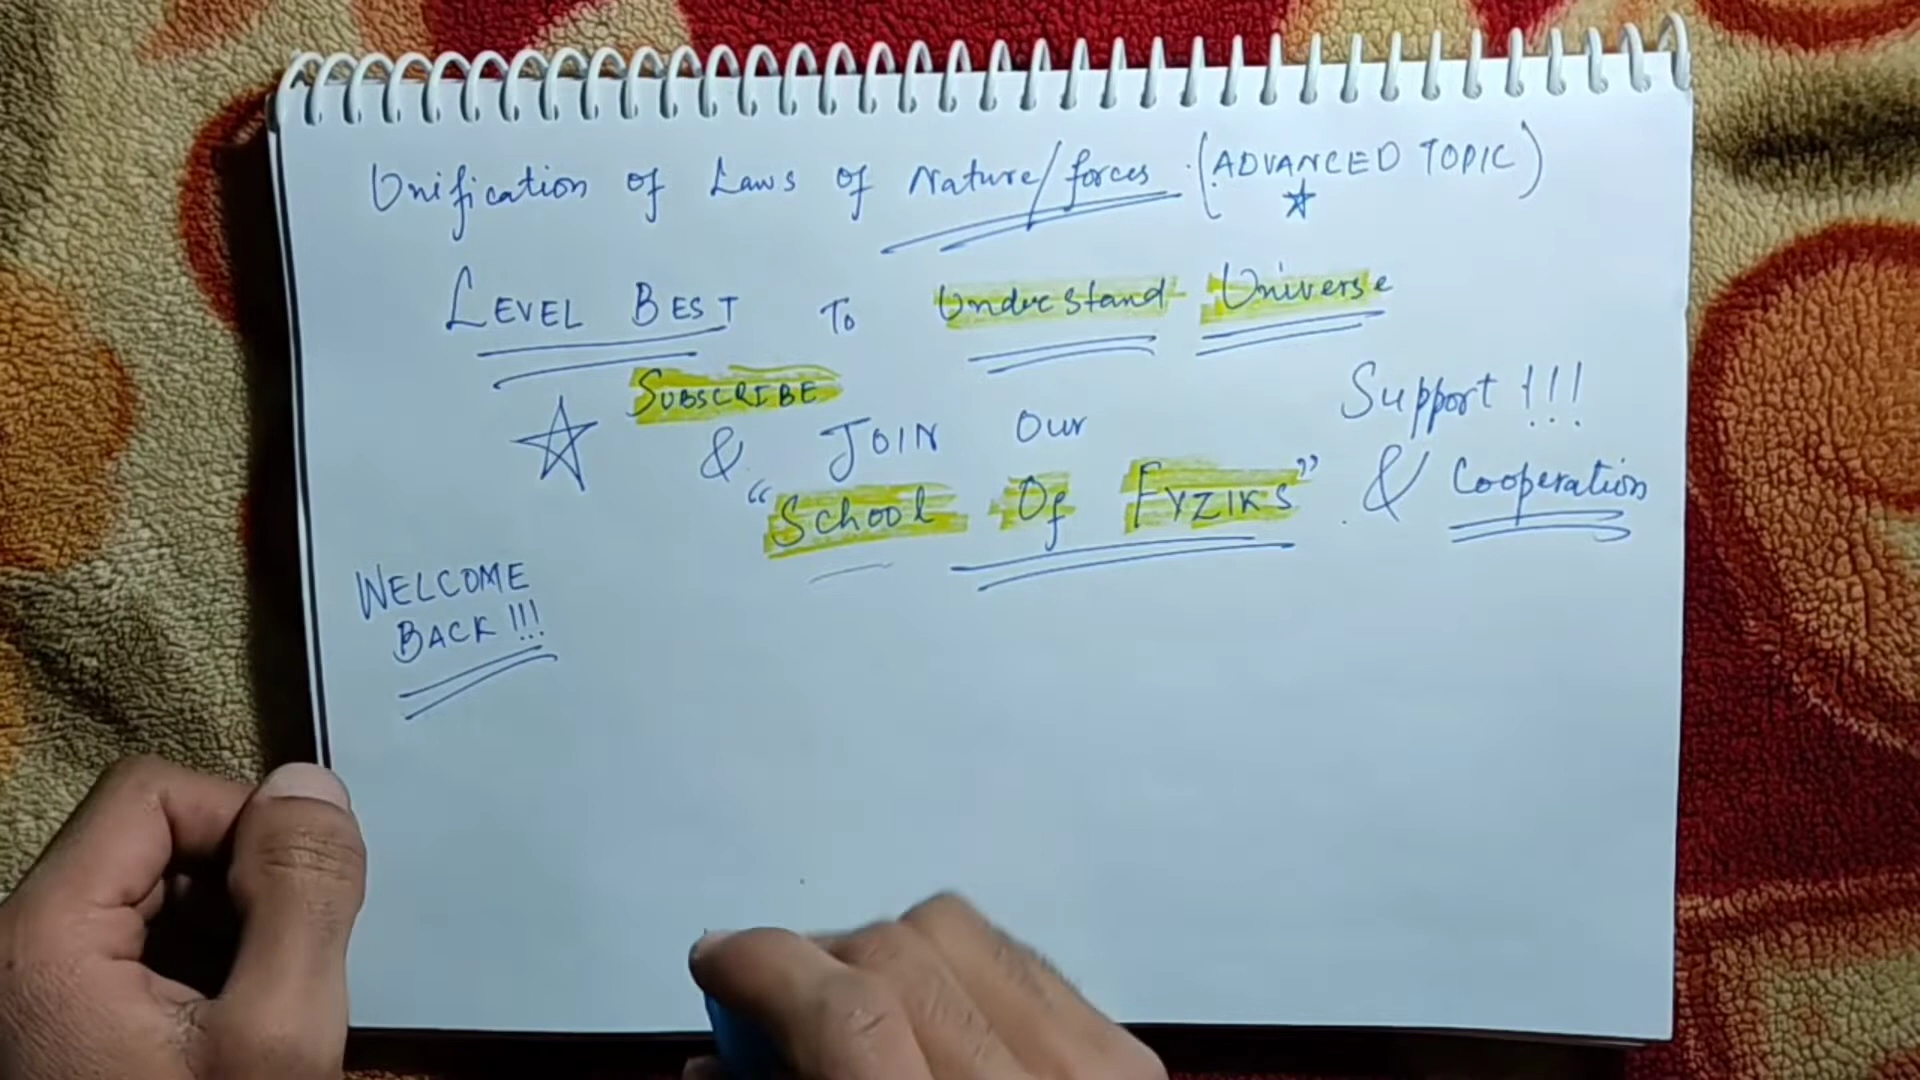 Unification of Laws of Nature/forces (ADVANCED TOPIC)
LEVEL BEST To Understand Universe
SUBSCRIBE
& JOIN our
Support !!!
"School Of FYZIKS" & Cooperation
WELCOME
BACK !!!